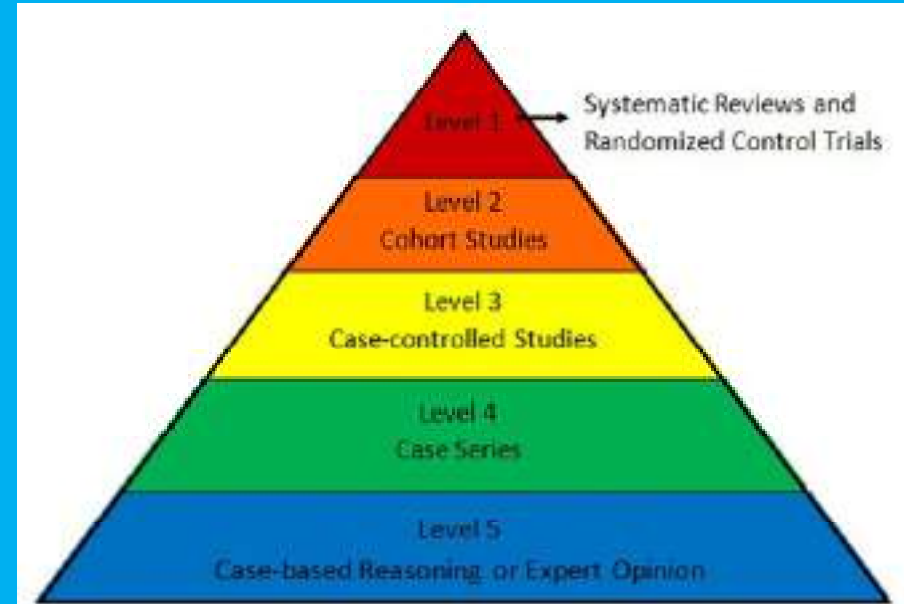 Level 1
Systematic Reviews and
Randomized Control Trials
Level 2
Cohort Studies
Level 3
Case-controlled Studies
Level 4
Case Series
Level 5
Case-based Reasoning or Expert Opinion